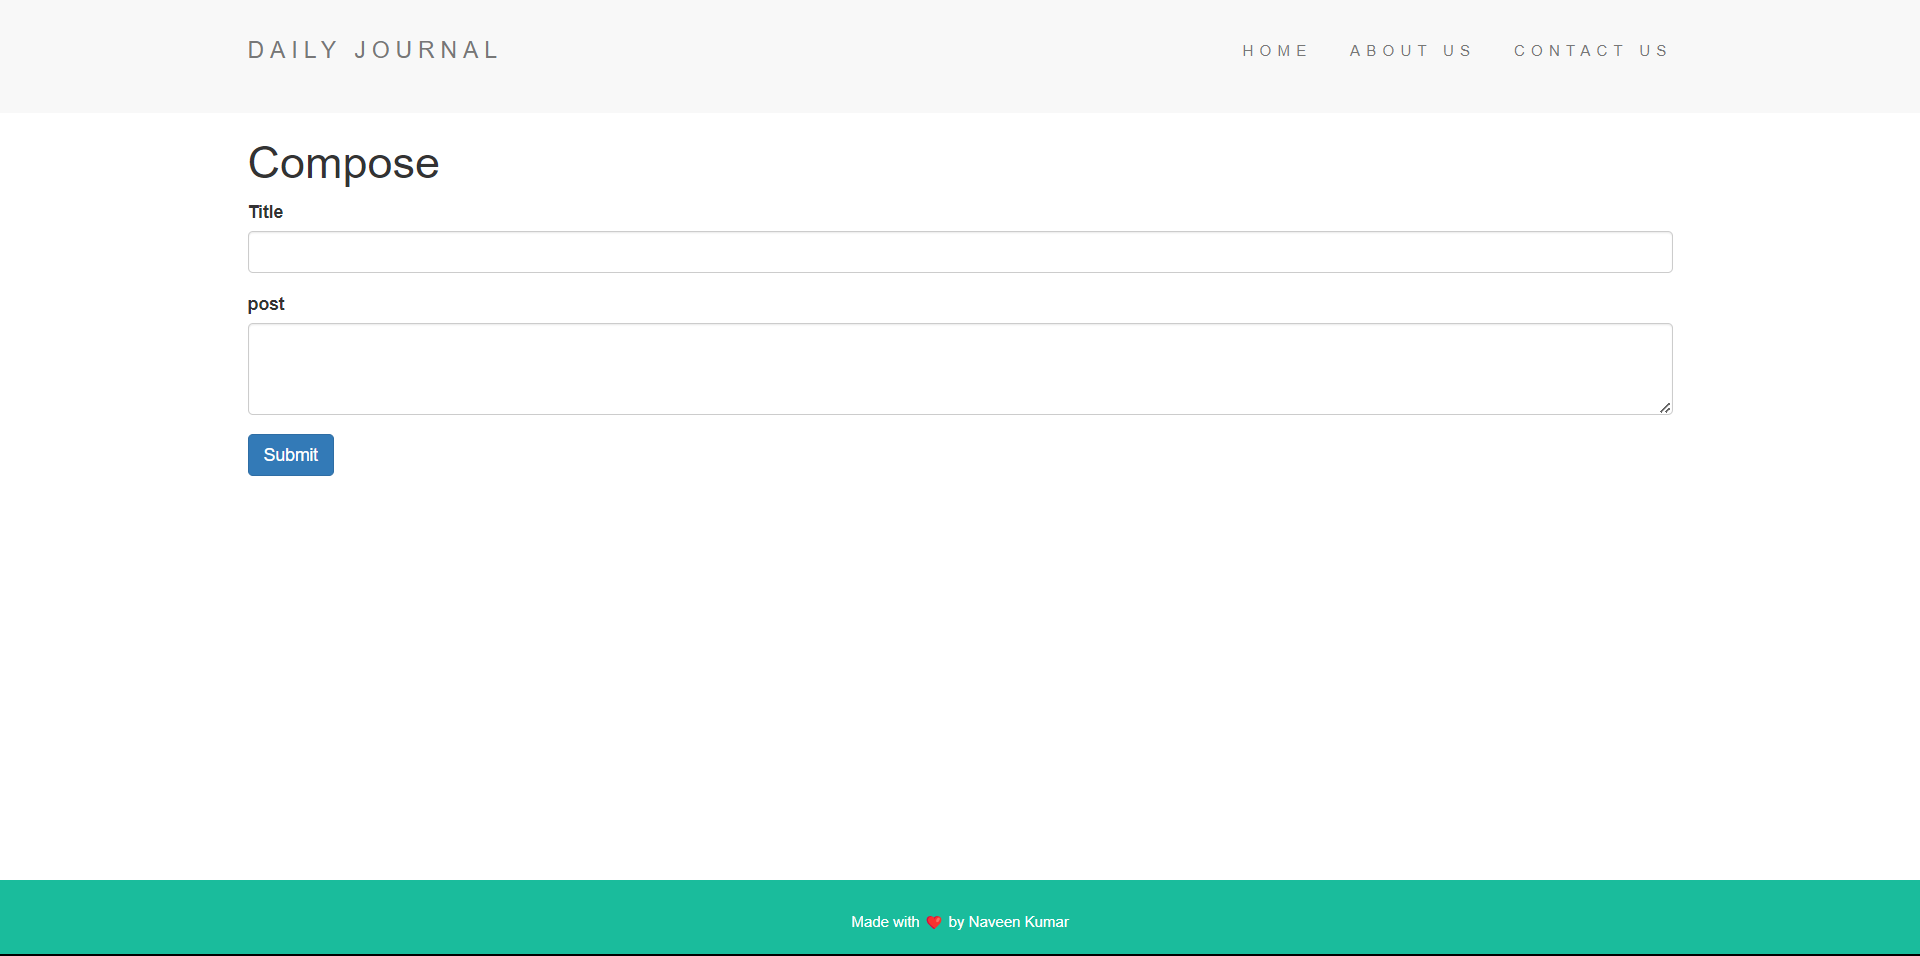 DAILY JOURNAL
HOME ABOUT US CONTACT US
Compose
Title
post
Submit
Made with ❤️ by Naveen Kumar